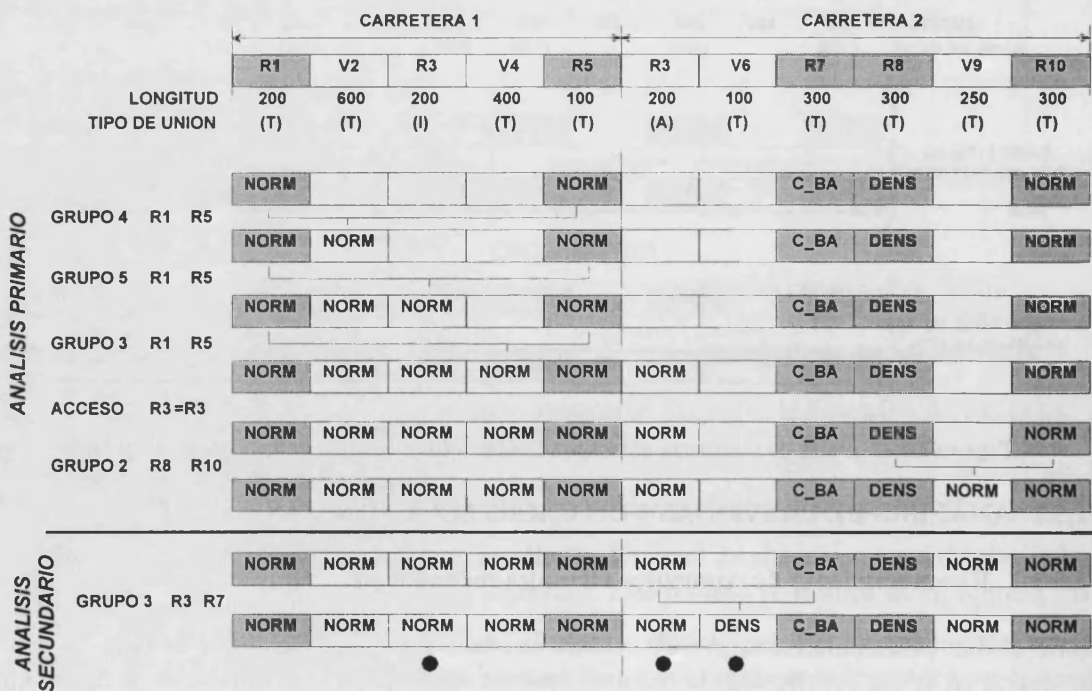 CARRETERA 1 CARRETERA 2
R1 V2 R3 V4 R5 R3 V6 R7 R8 V9 R10
LONGITUD 200 600 200 400 100 200 100 300 300 250 300
TIPO DE UNION (T) (T) (I) (T) (T) (A) (T) (T) (T) (T) (T)
ANALISIS PRIMARIO
NORM NORM C_BA DENS NORM
GRUPO 4 R1 R5
NORM NORM NORM C_BA DENS NORM
GRUPO 5 R1 R5
NORM NORM NORM NORM C_BA DENS NORM
GRUPO 3 R1 R5
NORM NORM NORM NORM NORM NORM C_BA DENS NORM
ACCESO R3=R3
NORM NORM NORM NORM NORM NORM C_BA DENS NORM
GRUPO 2 R8 R10
NORM NORM NORM NORM NORM NORM C_BA DENS NORM NORM
ANALISIS SECUNDARIO
NORM NORM NORM NORM NORM NORM C_BA DENS NORM NORM
GRUPO 3 R3 R7
NORM NORM NORM NORM NORM NORM DENS C_BA DENS NORM NORM